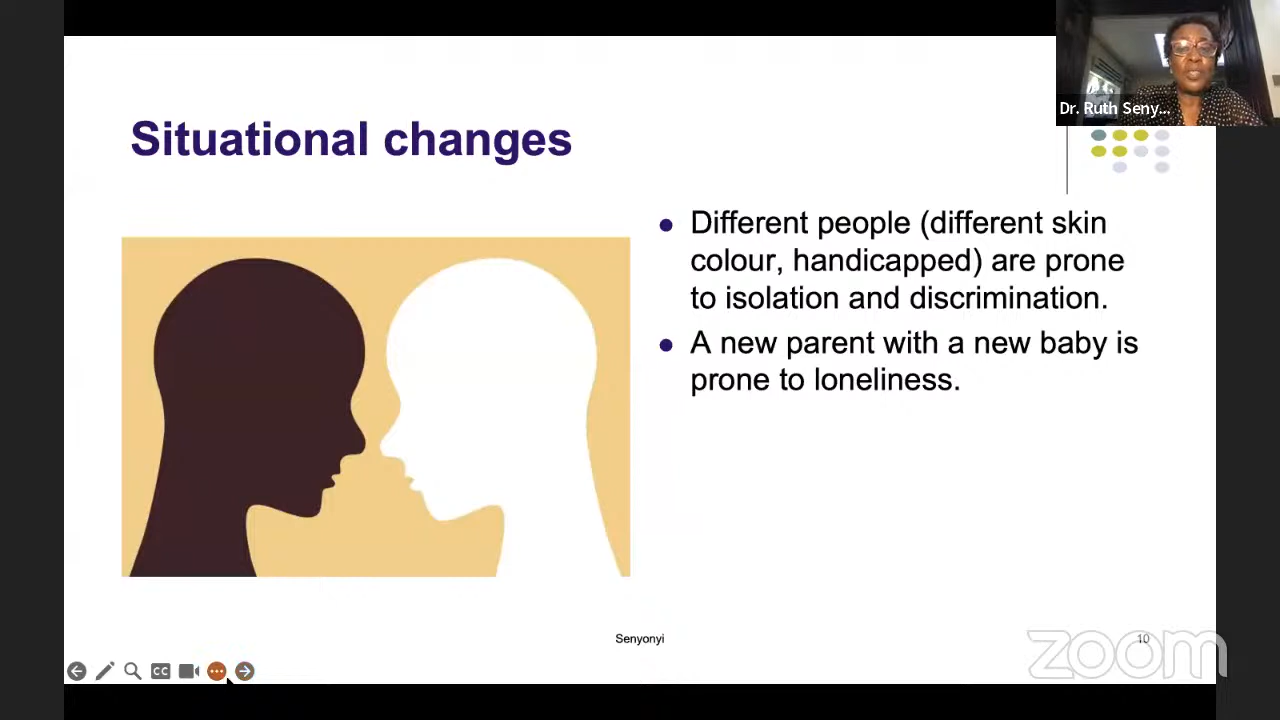 Dr. Ruth Seny...
Situational changes
● Different people (different skin
colour, handicapped) are prone
to isolation and discrimination.
● A new parent with a new baby is
prone to loneliness.
Senyonyi
10
zoom
CC